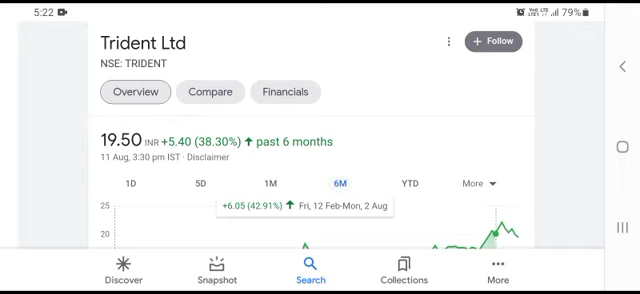 5:22
79%
Trident Ltd
+ Follow
NSE: TRIDENT
Overview Compare Financials
19.50 INR +5.40 (38.30%) ↑ past 6 months
11 Aug, 3:30 pm IST · Disclaimer
1D 5D 1M 6M YTD More
+6.05 (42.91%) ↑ Fri, 12 Feb-Mon, 2 Aug
25
20
Discover Snapshot Search Collections More